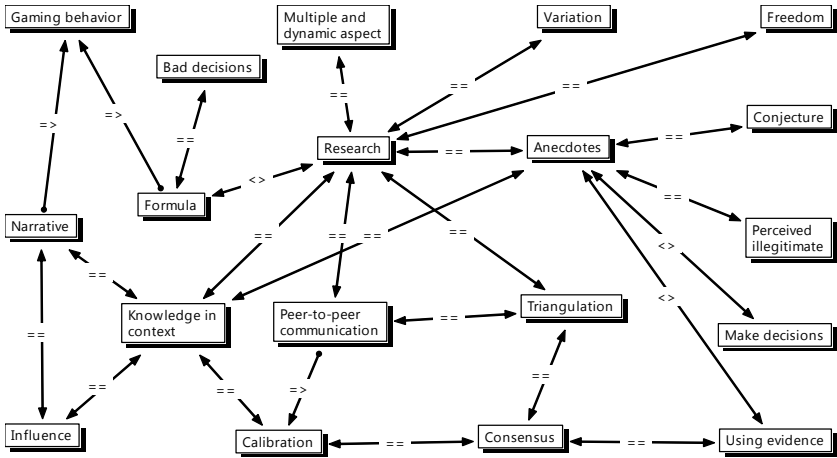 Gaming behavior
Multiple and
dynamic aspect
Variation
Freedom
Bad decisions
==
==
==
=>
=>
==
Conjecture
==
Research
==
Anecdotes
<>
Formula
==
Narrative
Perceived
illegitimate
==
==
==
==
<>
==
<>
Knowledge in
context
Peer-to-peer
communication
Triangulation
==
==
Make decisions
==
==
==
=>
==
Influence
Calibration
==
Consensus
==
Using evidence